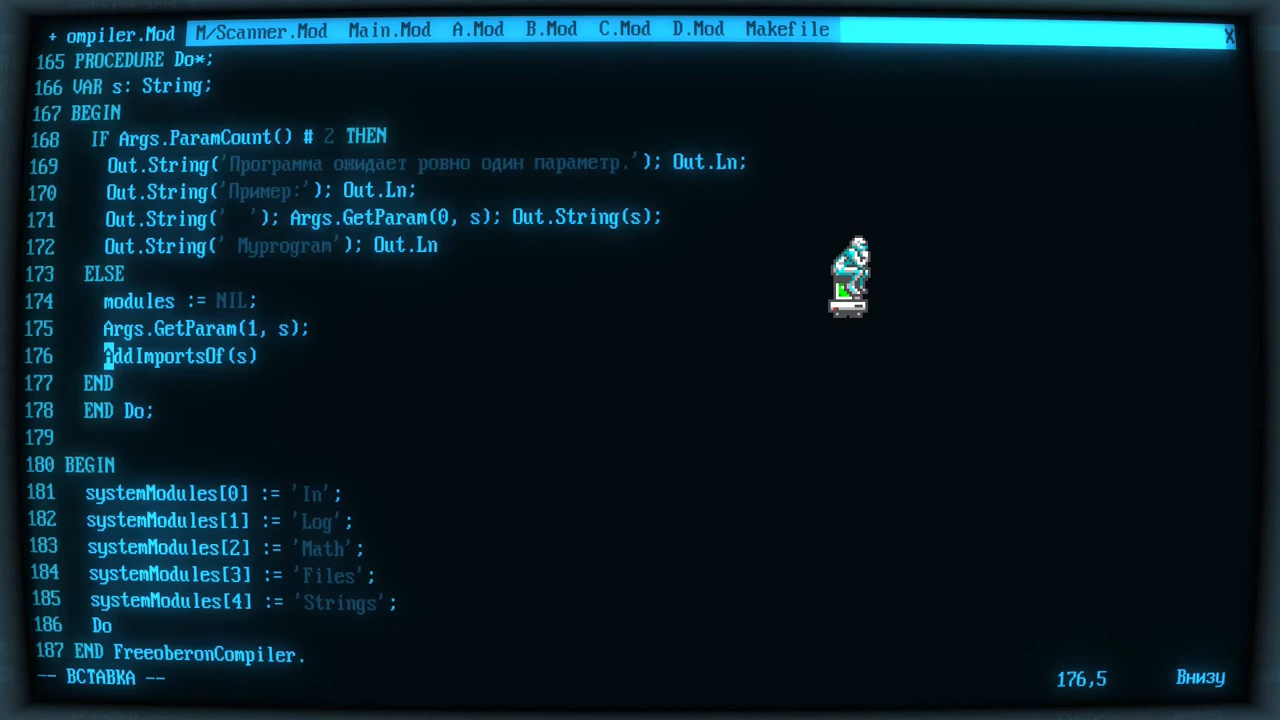 + ompiler.Mod M/Scanner.Mod Main.Mod A.Mod B.Mod C.Mod D.Mod Makefile X
165 PROCEDURE Do*;
166 VAR s: String;
167 BEGIN
168 IF Args.ParamCount() # 2 THEN
169 Out.String('Программа ожидает ровно один параметр.'); Out.Ln;
170 Out.String('Пример:'); Out.Ln;
171 Out.String('  '); Args.GetParam(0, s); Out.String(s);
172 Out.String(' Myprogram'); Out.Ln
173 ELSE
174 modules := NIL;
175 Args.GetParam(1, s);
176 AddImportsOf(s)
177 END
178 END Do;
179
180 BEGIN
181 systemModules[0] := 'In';
182 systemModules[1] := 'Log';
183 systemModules[2] := 'Math';
184 systemModules[3] := 'Files';
185 systemModules[4] := 'Strings';
186 Do
187 END FreeoberonCompiler.
-- ВСТАВКА -- 176,5 Внизу